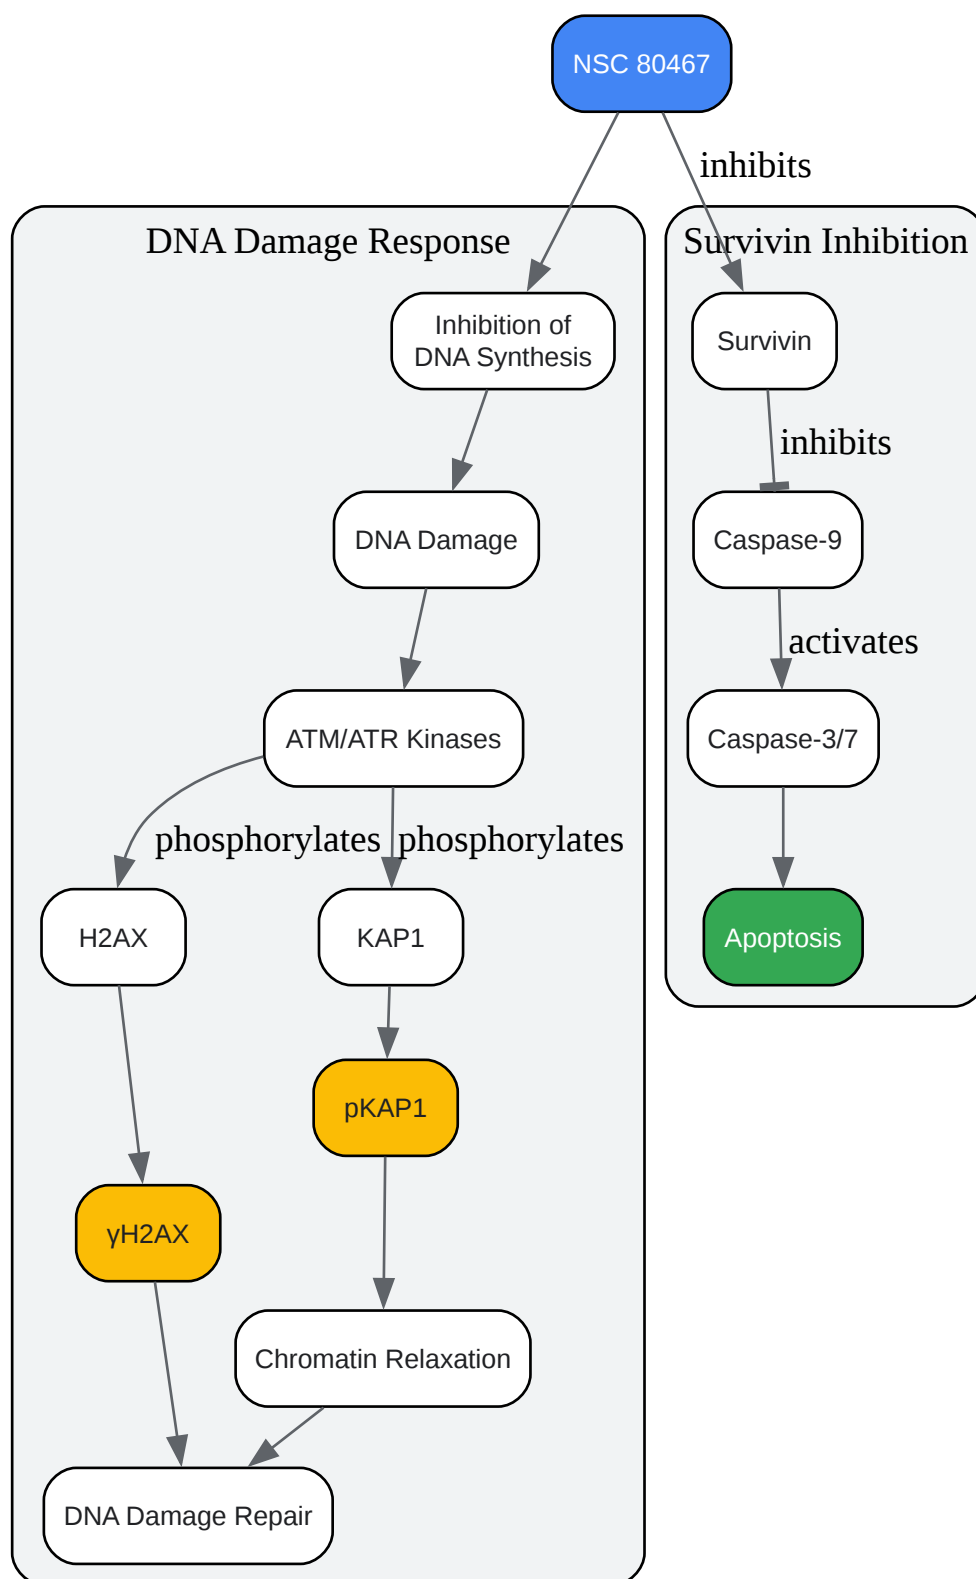 NSC 80467
inhibits
DNA Damage Response
Survivin Inhibition
Inhibition of
DNA Synthesis
Survivin
inhibits
DNA Damage
Caspase-9
activates
ATM/ATR Kinases
Caspase-3/7
phosphorylates
phosphorylates
H2AX
KAP1
Apoptosis
pKAP1
γH2AX
Chromatin Relaxation
DNA Damage Repair